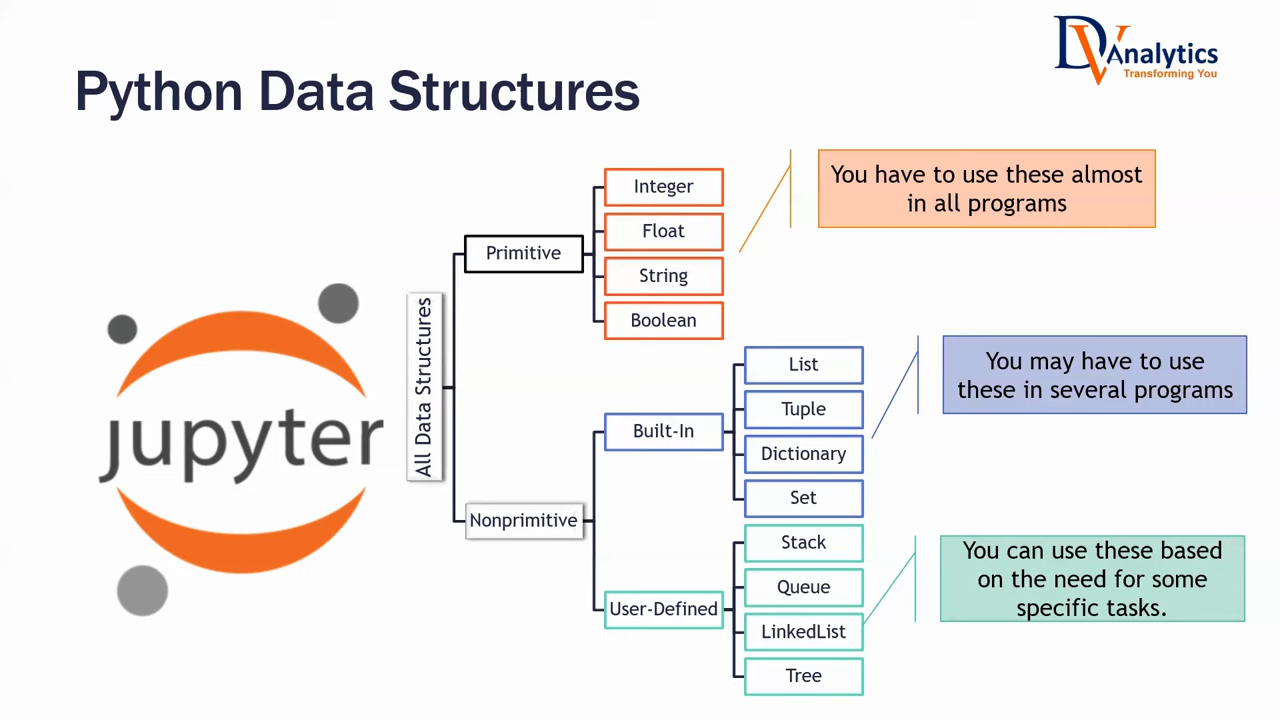 DV Analytics
Transforming You
Python Data Structures
jupyter
All Data Structures
Primitive
Integer
Float
String
Boolean
You have to use these almost
in all programs
Nonprimitive
Built-In
List
Tuple
Dictionary
Set
You may have to use
these in several programs
User-Defined
Stack
Queue
LinkedList
Tree
You can use these based
on the need for some
specific tasks.